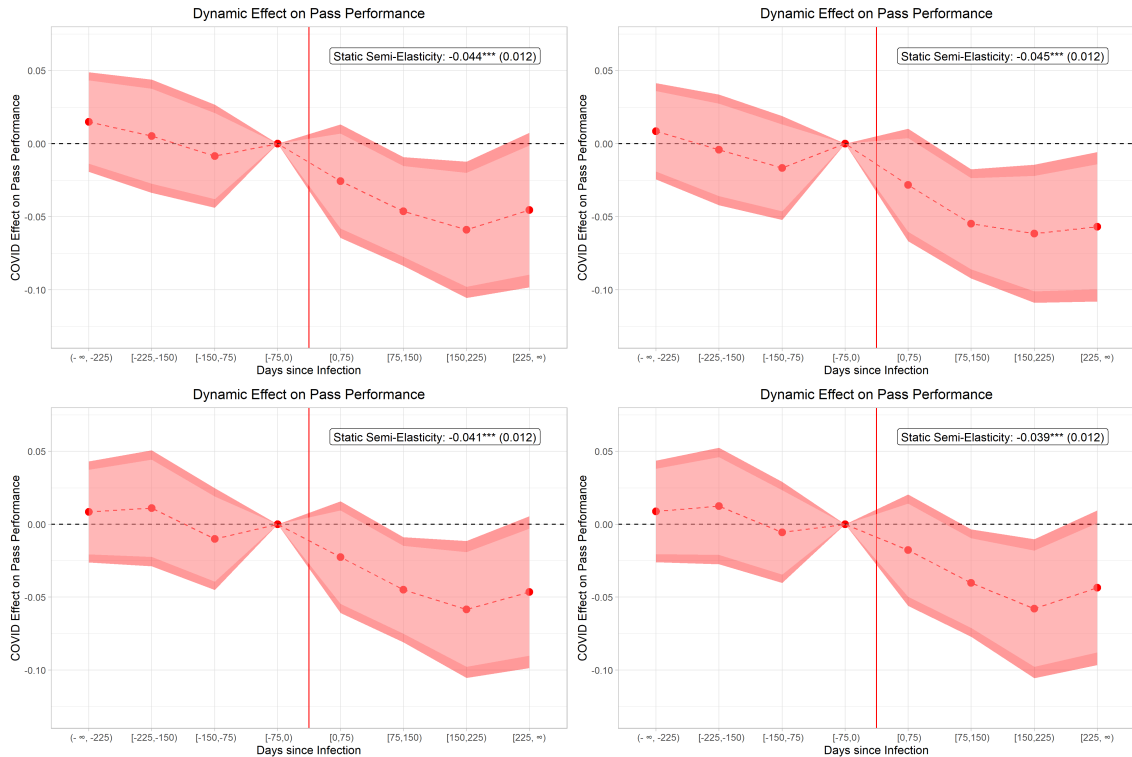 Dynamic Effect on Pass Performance
Static Semi-Elasticity: -0.044*** (0.012)
COVID Effect on Pass Performance
0.05
0.00
-0.05
-0.10
(- ∞, -225) [-225,-150) [-150,-75) [-75,0) [0,75) [75,150) [150,225) [225, ∞)
Days since Infection
Dynamic Effect on Pass Performance
Static Semi-Elasticity: -0.045*** (0.012)
COVID Effect on Pass Performance
0.05
0.00
-0.05
-0.10
(- ∞, -225) [-225,-150) [-150,-75) [-75,0) [0,75) [75,150) [150,225) [225, ∞)
Days since Infection
Dynamic Effect on Pass Performance
Static Semi-Elasticity: -0.041*** (0.012)
COVID Effect on Pass Performance
0.05
0.00
-0.05
-0.10
(- ∞, -225) [-225,-150) [-150,-75) [-75,0) [0,75) [75,150) [150,225) [225, ∞)
Days since Infection
Dynamic Effect on Pass Performance
Static Semi-Elasticity: -0.039*** (0.012)
COVID Effect on Pass Performance
0.05
0.00
-0.05
-0.10
(- ∞, -225) [-225,-150) [-150,-75) [-75,0) [0,75) [75,150) [150,225) [225, ∞)
Days since Infection